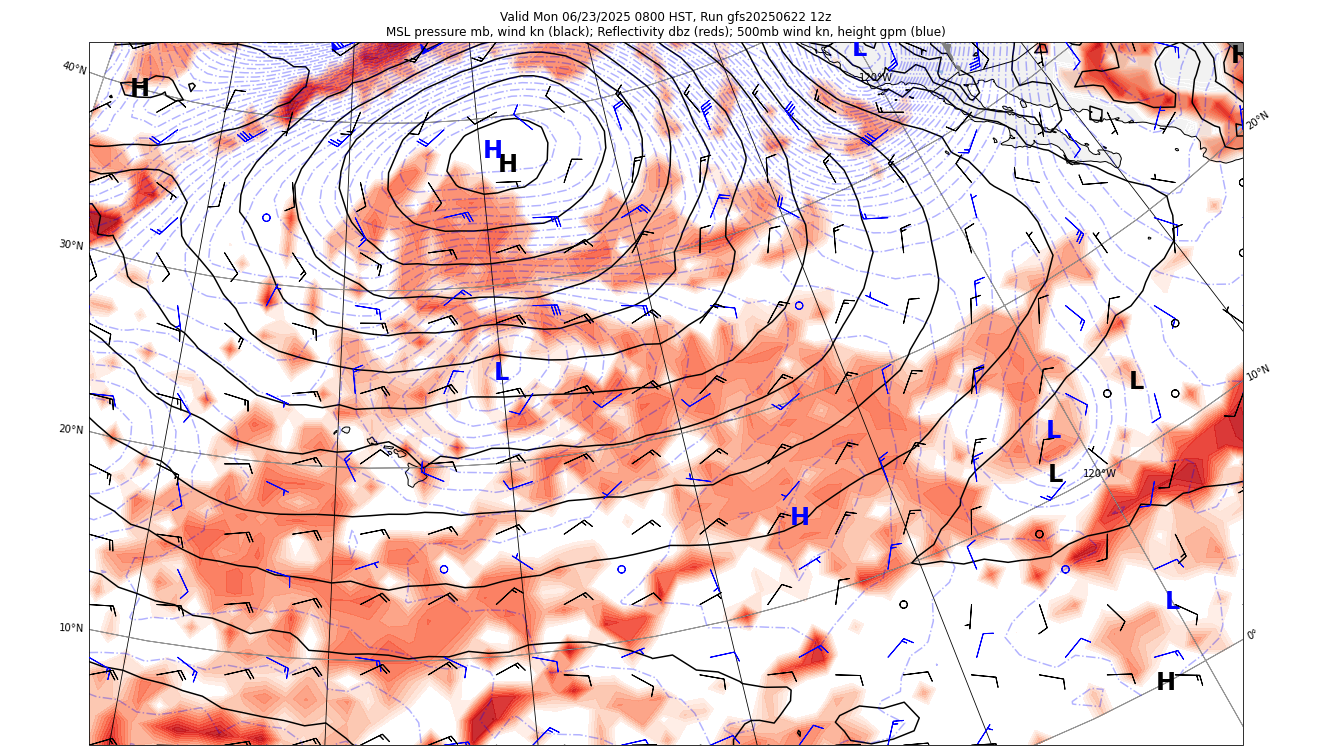 Valid Mon 06/23/2025 0800 HST, Run gfs20250622 12z
MSL pressure mb, wind kn (black); Reflectivity dbz (reds); 500mb wind kn, height gpm (blue)
L
H
120°W
40°N
H
20°N
H
H
30°N
L
10°N
L
20°N
L
L
120°W
H
L
10°N
0°
H